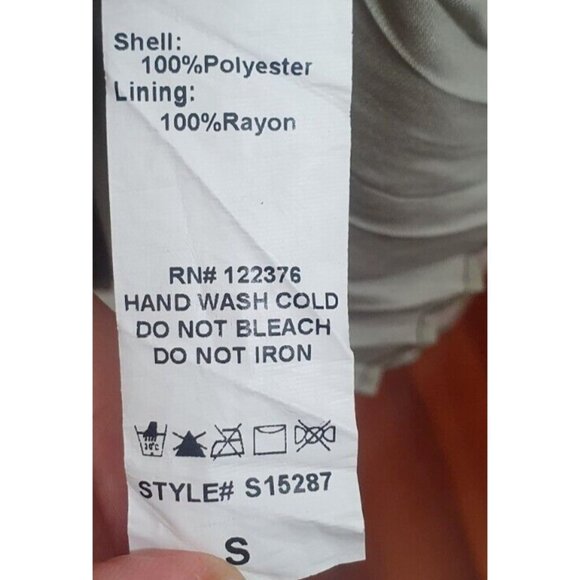 Shell:
100%Polyester
Lining:
100%Rayon
RN# 122376
HAND WASH COLD
DO NOT BLEACH
DO NOT IRON
30°C
STYLE# S15287
S